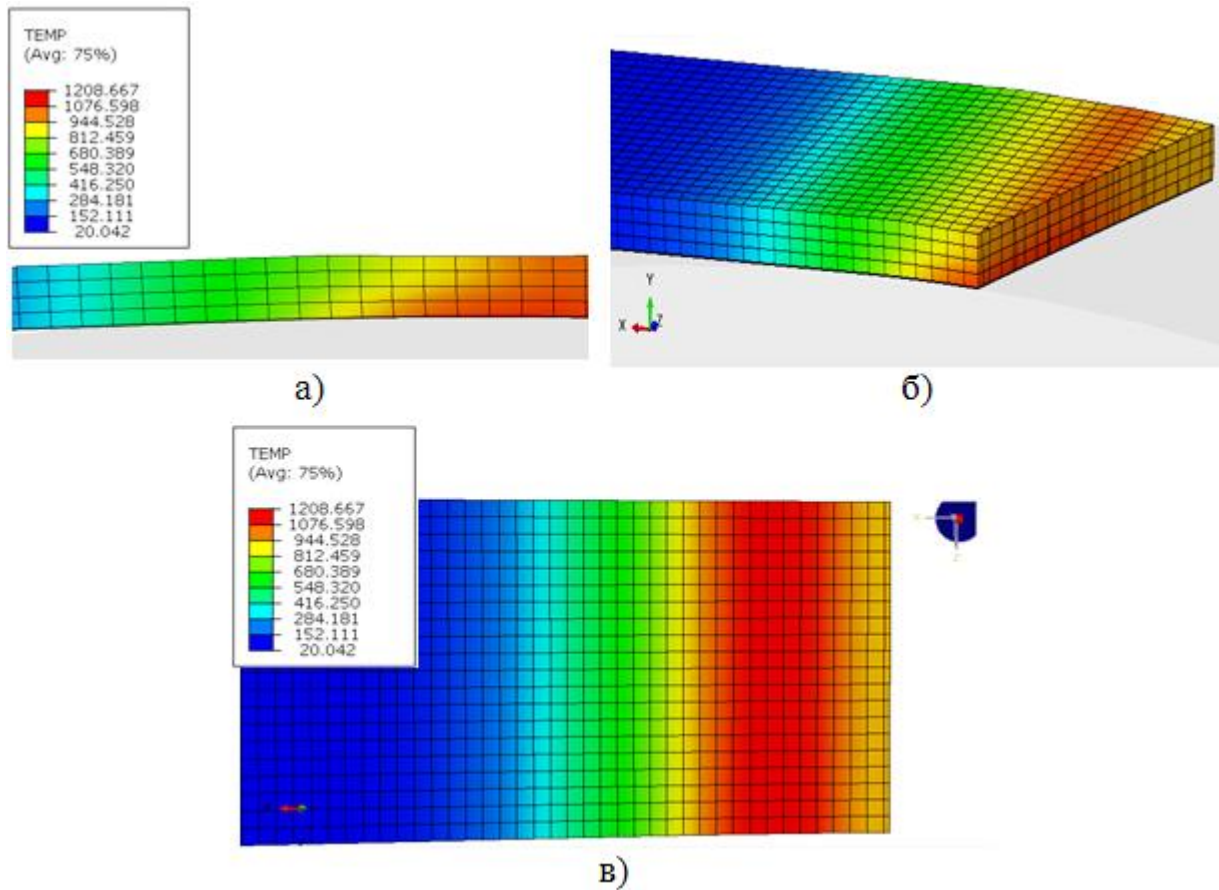 TEMP
(Avg: 75%)
1208.667
1076.598
944.528
812.459
680.389
548.320
416.250
284.181
152.111
20.042
а)
Y
X
Z
б)
TEMP
(Avg: 75%)
1208.667
1076.598
944.528
812.459
680.389
548.320
416.250
284.181
152.111
20.042
в)